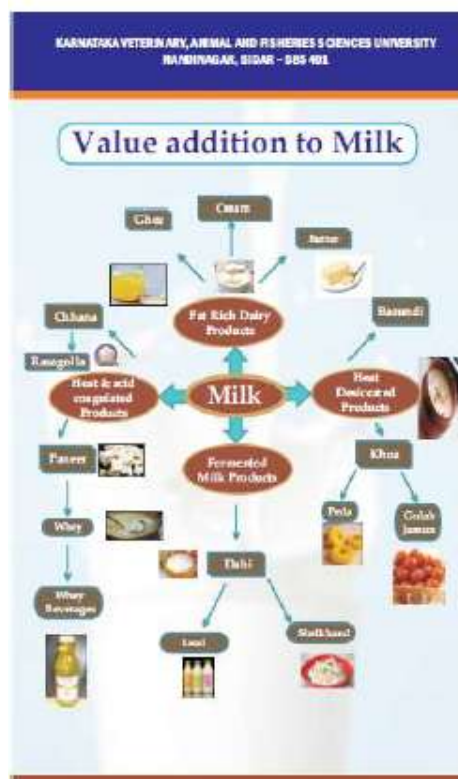 KARNATAKA VETERINARY, ANIMAL AND FISHERIES SCIENCES UNIVERSITY
NANDINAGAR, BIDAR – 585 401
Value addition to Milk
Cream
Ghee
Butter
Fat Rich Dairy
Products
Chhana
Rasogolla
Basundi
Heat & acid
coagulated
Products
Milk
Heat
Desiccated
Products
Paneer
Fermented
Milk Products
Khoa
Whey
Peda
Gulab
Jamun
Dahi
Whey
Beverages
Lassi
Shrikhand